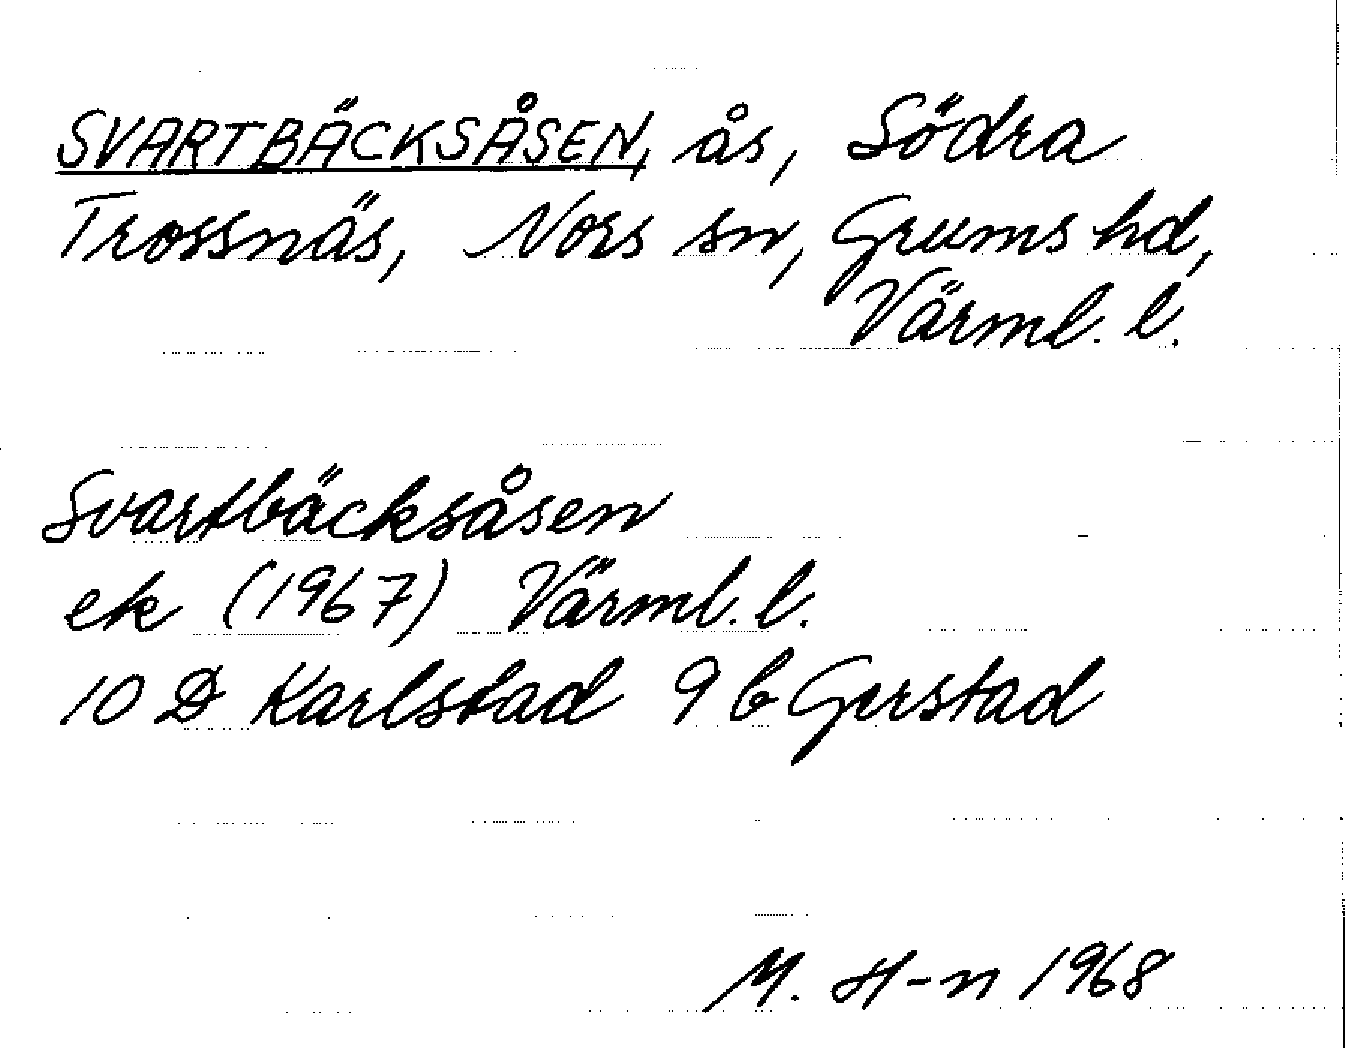 SVARTBÄCKSÅSEN, ås, Södra
Trossnäs, Nors sn, Grums hd,
Värml. l.
Svartbäcksåsen
ek (1967) Värml. l.
10 D Karlstad 9 b Gerstad
M. H-n 1968